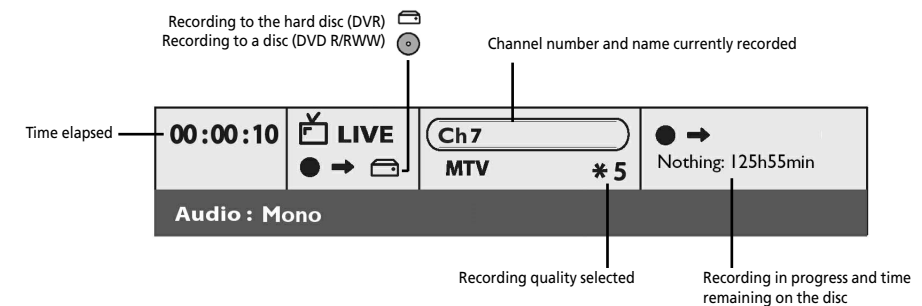 Recording to the hard disc (DVR)
Recording to a disc (DVD R/RWW)
Channel number and name currently recorded
Time elapsed
00:00:10
LIVE
Ch7
MTV
* 5
Nothing: 125h55min
Audio : Mono
Recording quality selected
Recording in progress and time
remaining on the disc